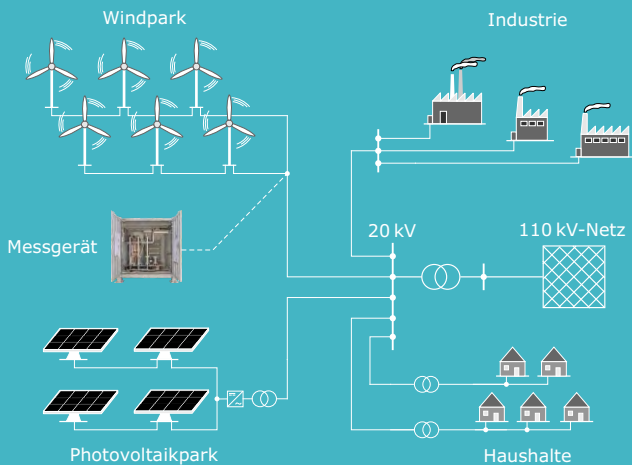 Windpark
Industrie
Messgerät
20 kV
110 kV-Netz
Photovoltaikpark
Haushalte